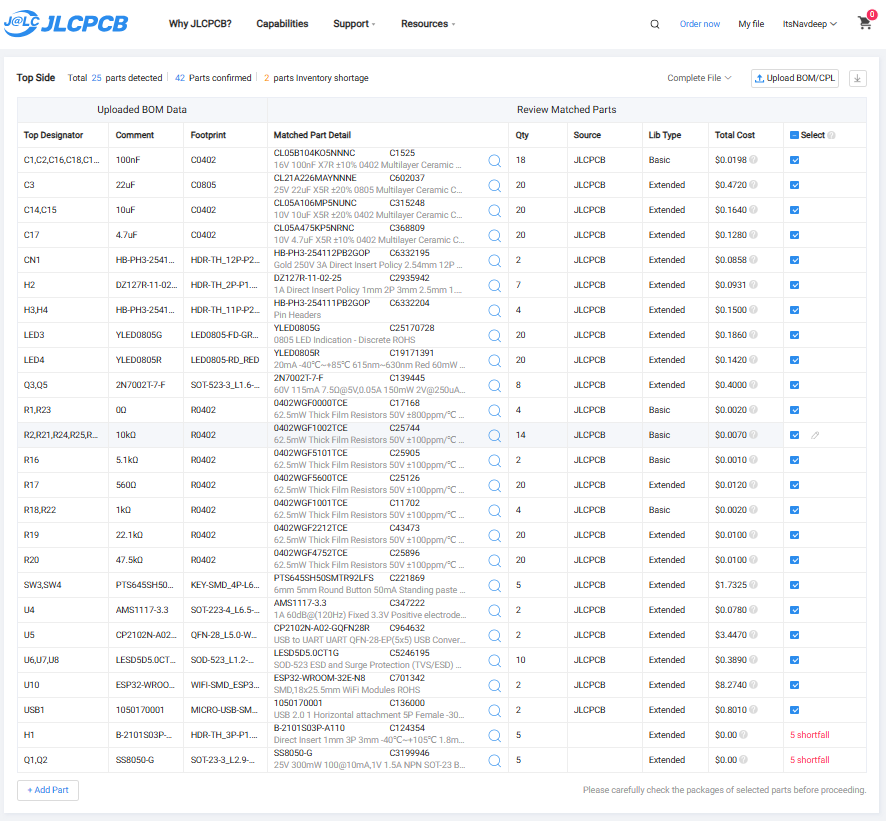 J@LC JLCPCB Why JLCPCB? Capabilities Support Resources Order now My file ItsNavdeep 0
Top Side Total 25 parts detected 42 Parts confirmed 2 parts Inventory shortage Complete File Upload BOM/CPL
Uploaded BOM Data Review Matched Parts
Top Designator Comment Footprint Matched Part Detail Qty Source Lib Type Total Cost Select
C1,C2,C16,C18,C1... 100nF C0402 CL05B104KO5NNNC C1525 18 JLCPCB Basic $0.0198
16V 100nF X7R ±10% 0402 Multilayer Ceramic ...
C3 22uF C0805 CL21A226MAYNNNE C602037 20 JLCPCB Extended $0.4720
25V 22uF X5R ±20% 0805 Multilayer Ceramic C...
C14,C15 10uF C0402 CL05A106MP5NUNC C315248 20 JLCPCB Extended $0.1640
10V 10uF X5R ±20% 0402 Multilayer Ceramic C...
C17 4.7uF C0402 CL05A475KP5NRNC C368809 20 JLCPCB Extended $0.1280
10V 4.7uF X5R ±10% 0402 Multilayer Ceramic C...
CN1 HB-PH3-2541... HDR-TH_12P-P2... HB-PH3-254112PB2GOP C6332195 2 JLCPCB Extended $0.0858
Gold 250V 3A Direct Insert Policy 2.54mm 12P ...
H2 DZ127R-11-02... HDR-TH_2P-P1.... DZ127R-11-02-25 C2935942 7 JLCPCB Extended $0.0931
1A Direct Insert Policy 1mm 2P 3mm 2.5mm 1....
H3,H4 HB-PH3-2541... HDR-TH_11P-P2... HB-PH3-254111PB2GOP C6332204 4 JLCPCB Extended $0.1500
Pin Headers
LED3 YLED0805G LED0805-FD-GR... YLED0805G C25170728 20 JLCPCB Extended $0.1860
0805 LED Indication - Discrete ROHS
LED4 YLED0805R LED0805-RD_RED YLED0805R C19171391 20 JLCPCB Extended $0.1420
20mA -40℃~+85℃ 615nm~630nm Red 60mW ...
Q3,Q5 2N7002T-7-F SOT-523-3_L1.6-... 2N7002T-7-F C139445 8 JLCPCB Extended $0.4000
60V 115mA 7.5Ω@5V,0.05A 150mW 2V@250uA...
R1,R23 0Ω R0402 0402WGF0000TCE C17168 4 JLCPCB Basic $0.0020
62.5mW Thick Film Resistors 50V ±800ppm/℃ ...
R2,R21,R24,R25,R... 10kΩ R0402 0402WGF1002TCE C25744 14 JLCPCB Basic $0.0070
62.5mW Thick Film Resistors 50V ±100ppm/℃ ...
R16 5.1kΩ R0402 0402WGF5101TCE C25905 2 JLCPCB Basic $0.0010
62.5mW Thick Film Resistors 50V ±100ppm/℃ ...
R17 560Ω R0402 0402WGF5600TCE C25126 20 JLCPCB Extended $0.0120
62.5mW Thick Film Resistors 50V ±100ppm/℃ ...
R18,R22 1kΩ R0402 0402WGF1001TCE C11702 4 JLCPCB Basic $0.0020
62.5mW Thick Film Resistors 50V ±100ppm/℃ ...
R19 22.1kΩ R0402 0402WGF2212TCE C43473 20 JLCPCB Extended $0.0100
62.5mW Thick Film Resistors 50V ±100ppm/℃ ...
R20 47.5kΩ R0402 0402WGF4752TCE C25896 20 JLCPCB Extended $0.0100
62.5mW Thick Film Resistors 50V ±100ppm/℃ ...
SW3,SW4 PTS645SH50... KEY-SMD_4P-L6... PTS645SH50SMTR92LFS C221869 5 JLCPCB Extended $1.7325
6mm 5mm Round Button 50mA Standing paste ...
U4 AMS1117-3.3 SOT-223-4_L6.5-... AMS1117-3.3 C347222 2 JLCPCB Extended $0.0780
1A 60dB@(120Hz) Fixed 3.3V Positive electrode...
U5 CP2102N-A02... QFN-28_L5.0-W... CP2102N-A02-GQFN28R C964632 2 JLCPCB Extended $3.4470
USB to UART UART QFN-28-EP(5x5) USB Conver...
U6,U7,U8 LESD5D5.0CT... SOD-523_L1.2-... LESD5D5.0CT1G C5246195 10 JLCPCB Extended $0.3890
SOD-523 ESD and Surge Protection (TVS/ESD) ...
U10 ESP32-WROO... WIFI-SMD_ESP3... ESP32-WROOM-32E-N8 C701342 2 JLCPCB Extended $8.2740
SMD,18x25.5mm WiFi Modules ROHS
USB1 1050170001 MICRO-USB-SM... 1050170001 C136000 2 JLCPCB Extended $0.8010
USB 2.0 1 Horizontal attachment 5P Female -30...
H1 B-2101S03P-... HDR-TH_3P-P1.... B-2101S03P-A110 C124354 5 Extended $0.00 5 shortfall
Direct Insert 1mm 3P 3mm -40℃~+105℃ 1.8m...
Q1,Q2 SS8050-G SOT-23-3_L2.9-... SS8050-G C3199946 5 Extended $0.00 5 shortfall
25V 300mW 100@10mA,1V 1.5A NPN SOT-23 B...
+ Add Part Please carefully check the packages of selected parts before proceeding.